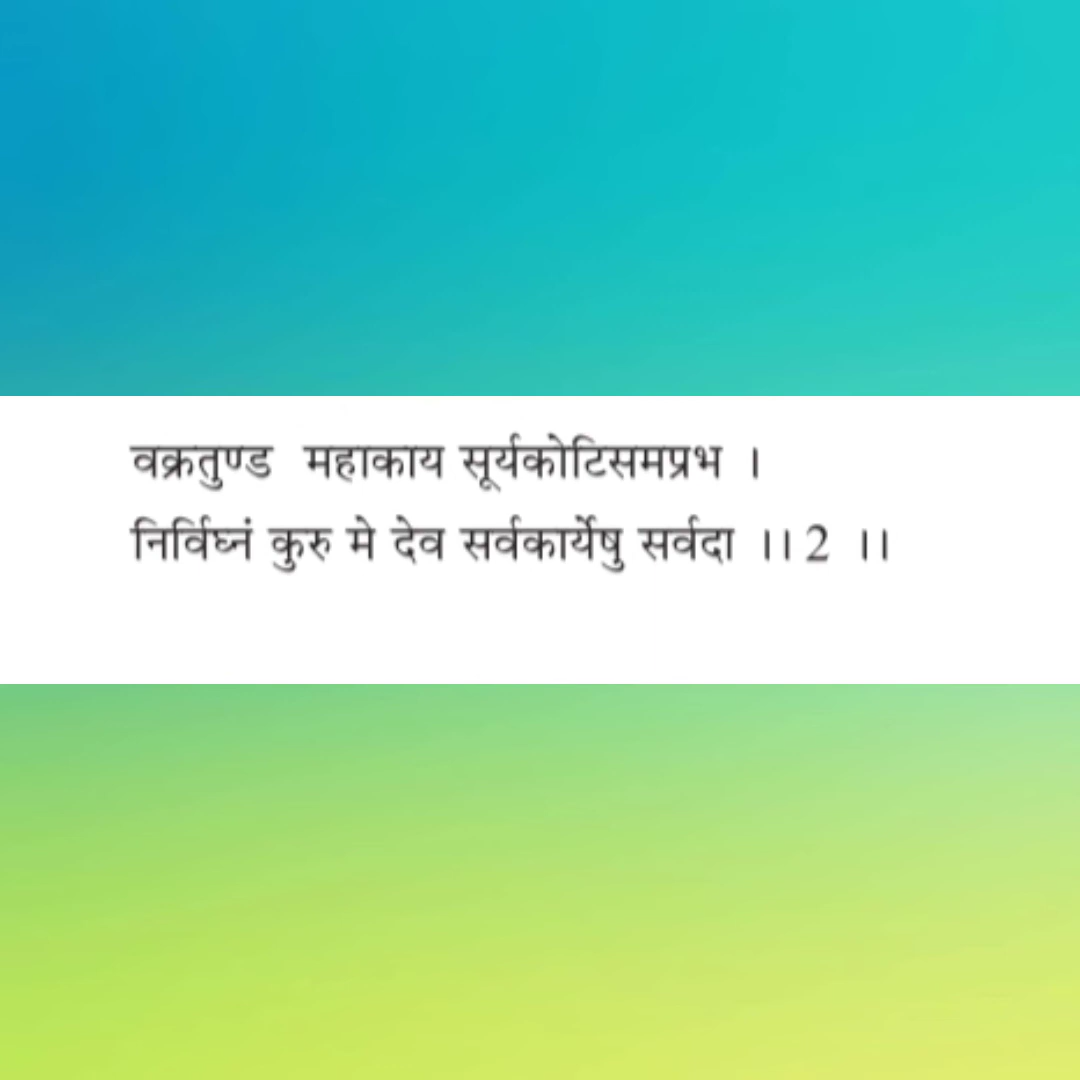 वक्रतुण्ड महाकाय सूर्यकोटिसमप्रभ ।
निर्विघ्नं कुरु मे देव सर्वकार्येषु सर्वदा ।। 2 ।।